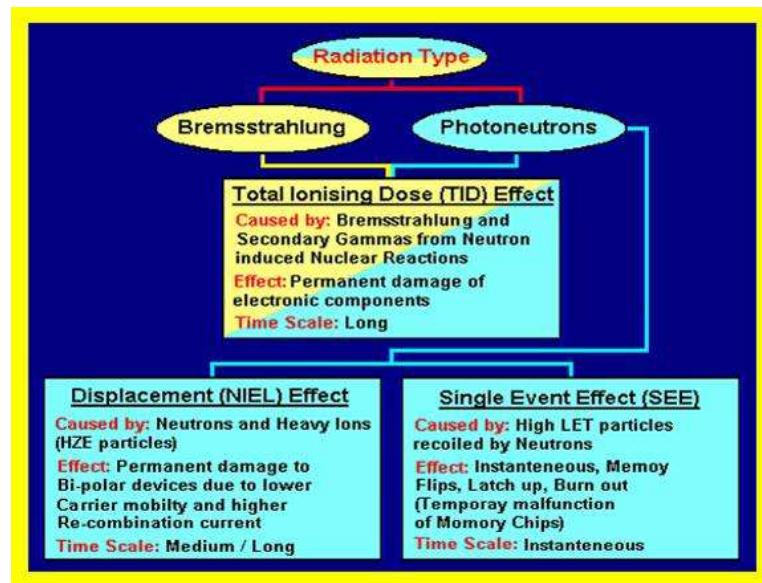 Radiation Type
Bremsstrahlung
Photoneutrons
Total Ionising Dose (TID) Effect
Caused by: Bremsstrahlung and
Secondary Gammas from Neutron
induced Nuclear Reactions
Effect: Permanent damage of
electronic components
Time Scale: Long
Displacement (NIEL) Effect
Caused by: Neutrons and Heavy Ions
(HZE particles)
Effect: Permanent damage to
Bi-polar devices due to lower
Carrier mobilty and higher
Re-combination current
Time Scale: Medium / Long
Single Event Effect (SEE)
Caused by: High LET particles
recoiled by Neutrons
Effect: Instanteneous, Memoy
Flips, Latch up, Burn out
(Temporay malfunction
of Momory Chips)
Time Scale: Instanteneous